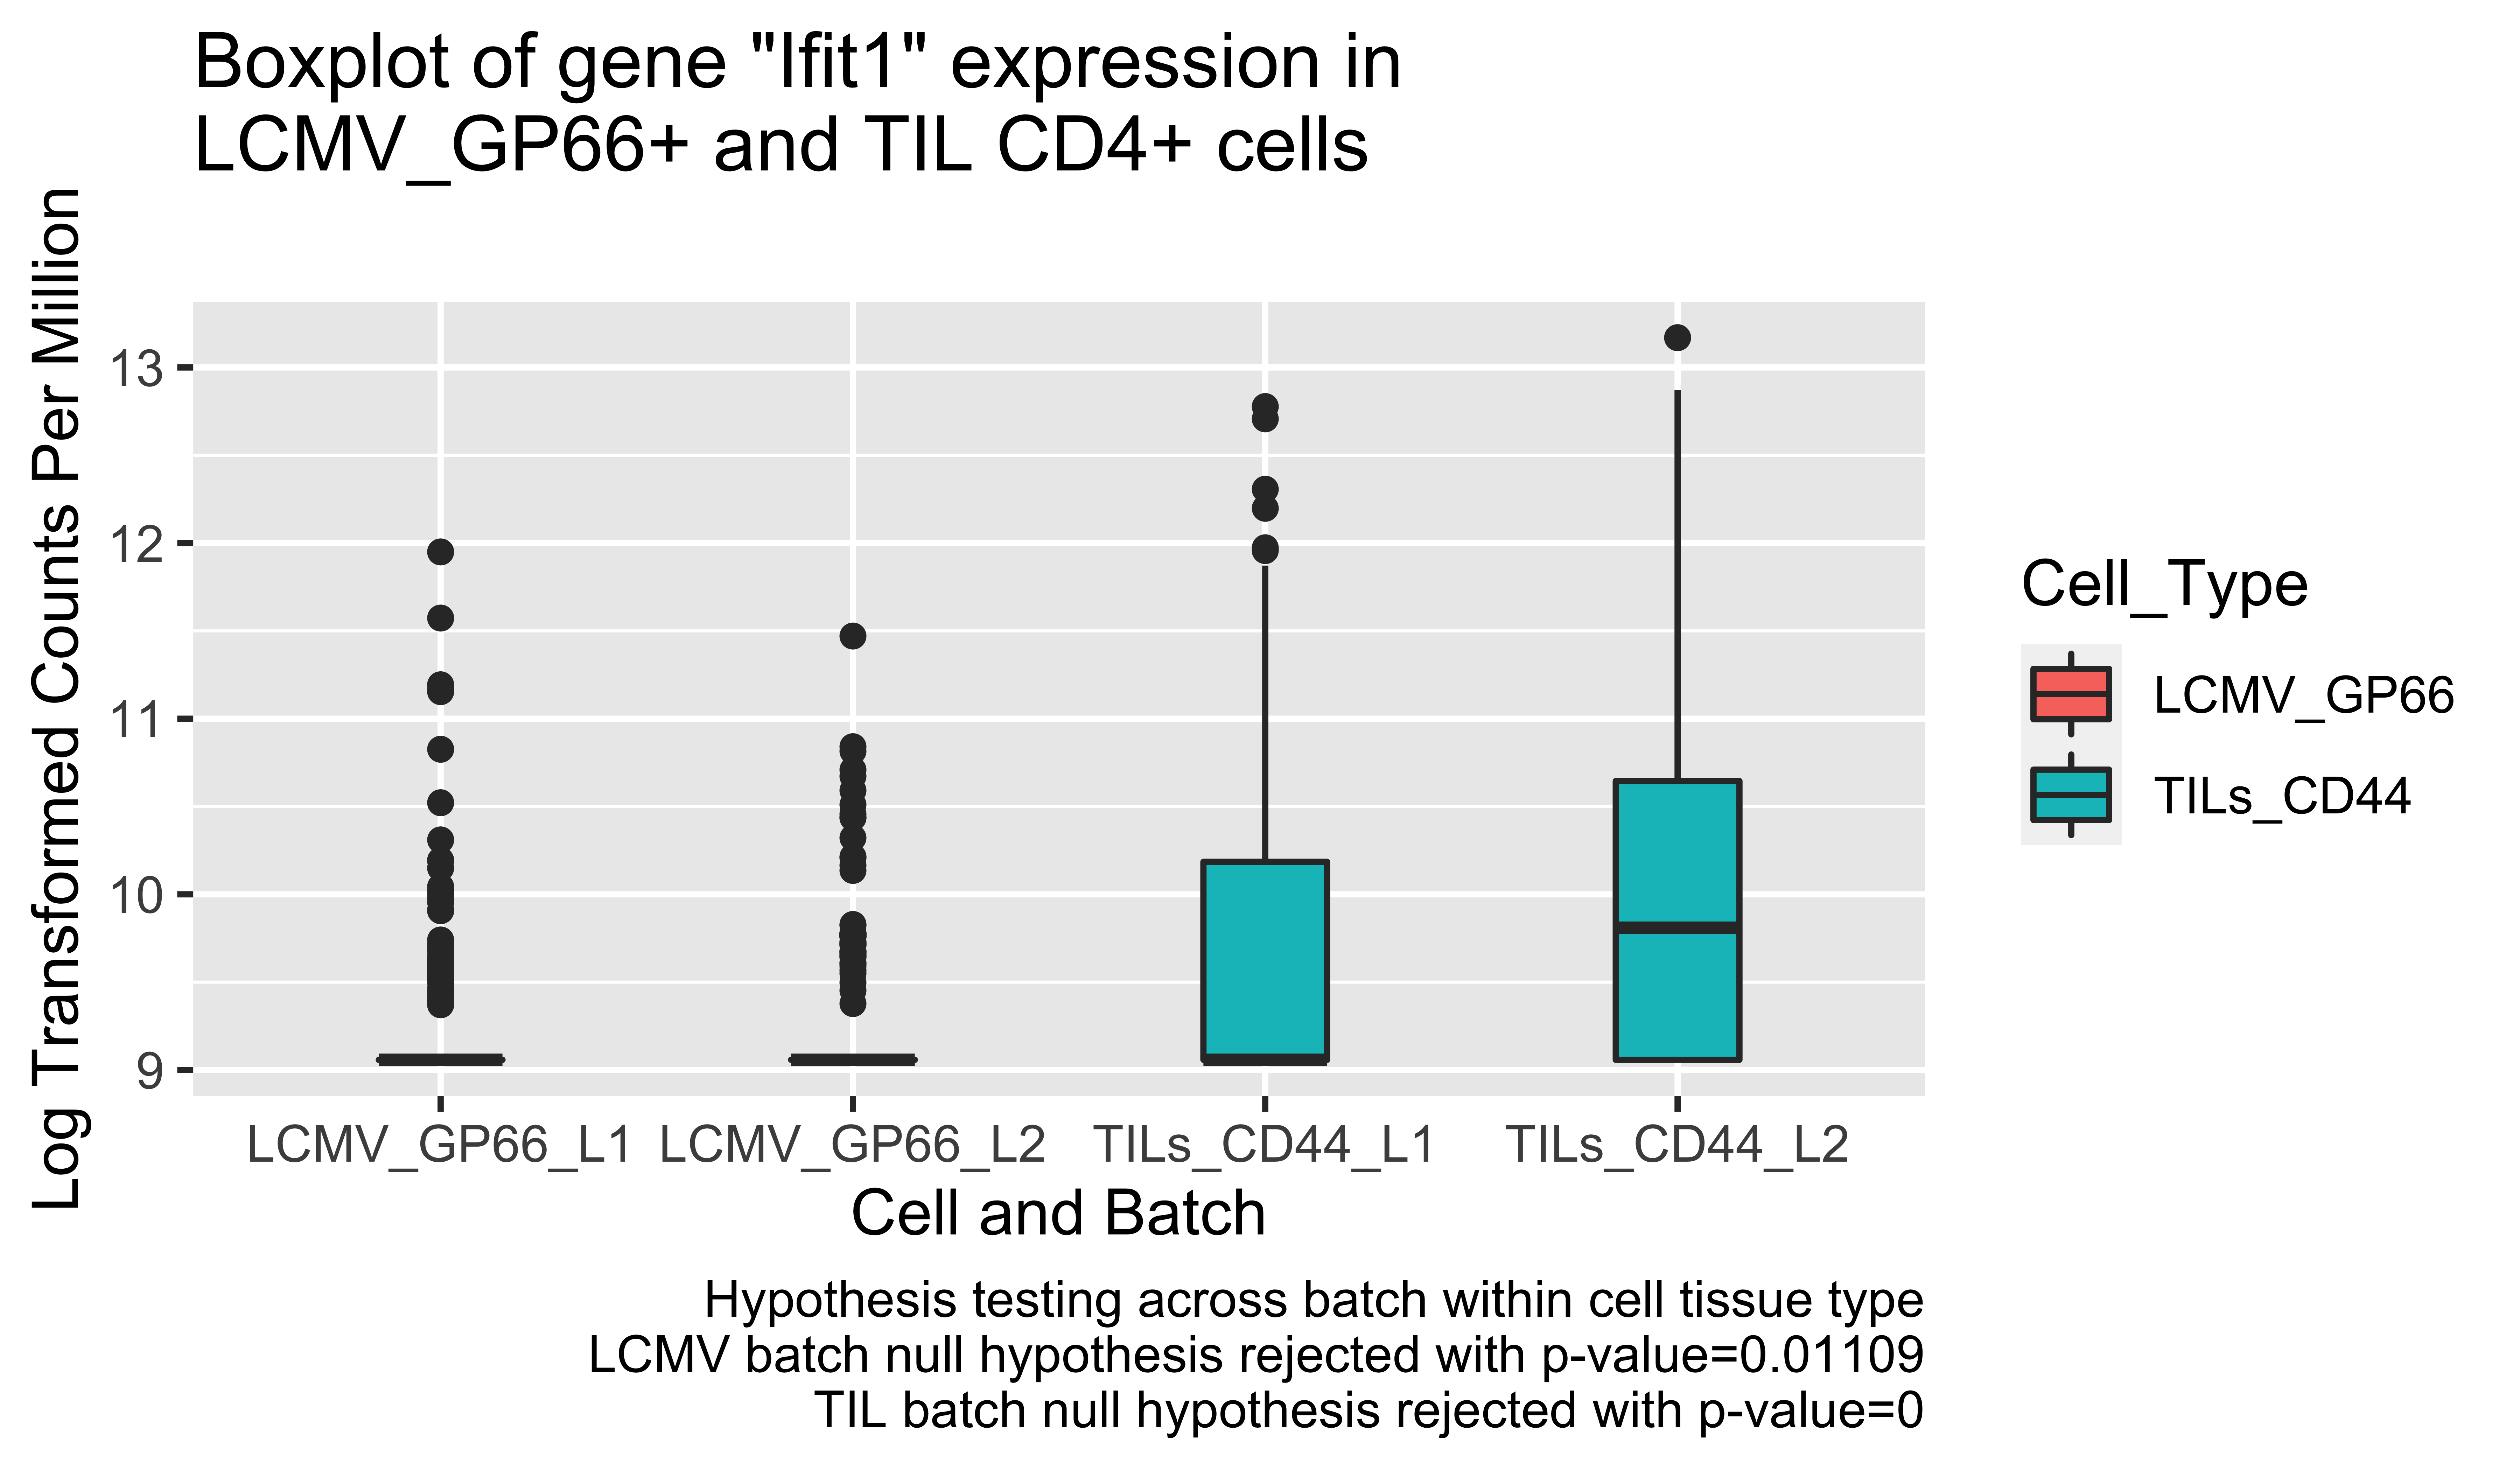 Boxplot of gene "Ifit1" expression in
LCMV_GP66+ and TIL CD4+ cells
Log Transformed Counts Per Million
13
12
11
10
9
LCMV_GP66_L1
LCMV_GP66_L2
TILs_CD44_L1
TILs_CD44_L2
Cell and Batch
Cell_Type
LCMV_GP66
TILs_CD44
Hypothesis testing across batch within cell tissue type
LCMV batch null hypothesis rejected with p-value=0.01109
TIL batch null hypothesis rejected with p-value=0